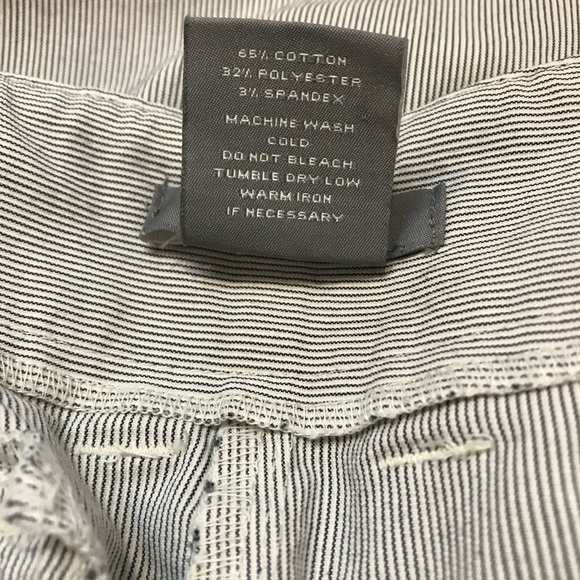 65% COTTON
32% POLYESTER
3% SPANDEX
MACHINE WASH
COLD
DO NOT BLEACH
TUMBLE DRY LOW
WARM IRON
IF NECESSARY